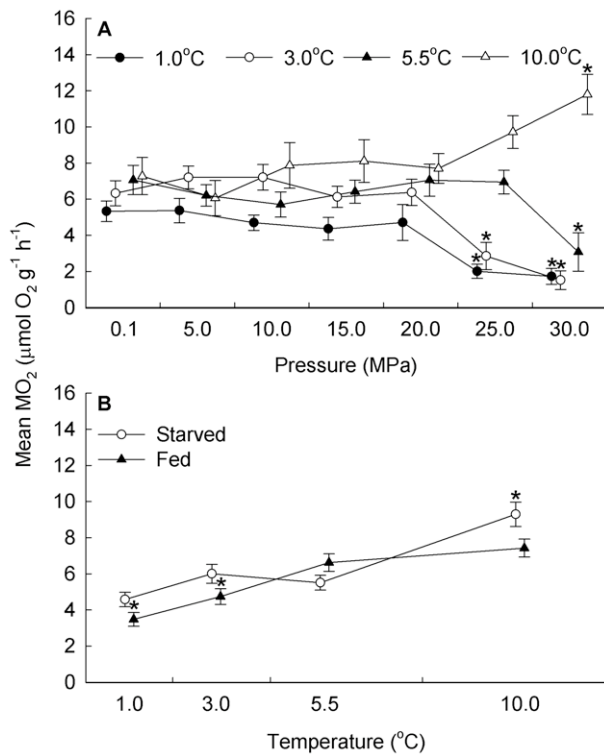 A
1.0°C 3.0°C 5.5°C 10.0°C
16
14
12
10
8
6
4
2
0
* * * * * *
0.1 5.0 10.0 15.0 20.0 25.0 30.0
Pressure (MPa)
Mean MO₂ (μmol O₂ g⁻¹ h⁻¹)
B
Starved
Fed
16
14
12
10
8
6
4
2
0
* * *
1.0 3.0 5.5 10.0
Temperature (°C)